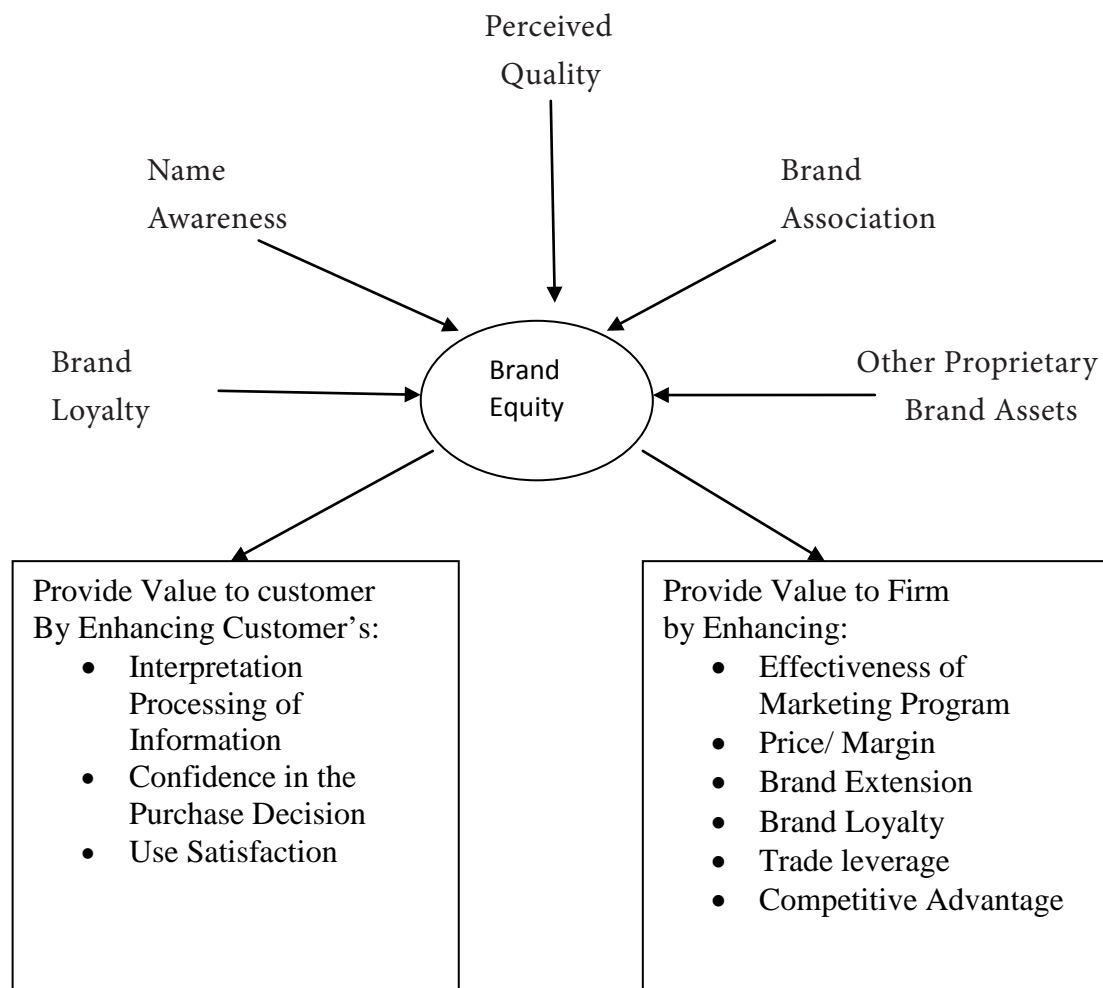 Perceived
Quality
Name
Awareness
Brand
Association
Brand
Loyalty
Brand
Equity
Other Proprietary
Brand Assets
Provide Value to customer
By Enhancing Customer’s:
• Interpretation
Processing of
Information
• Confidence in the
Purchase Decision
• Use Satisfaction
Provide Value to Firm
by Enhancing:
• Effectiveness of
Marketing Program
• Price/ Margin
• Brand Extension
• Brand Loyalty
• Trade leverage
• Competitive Advantage